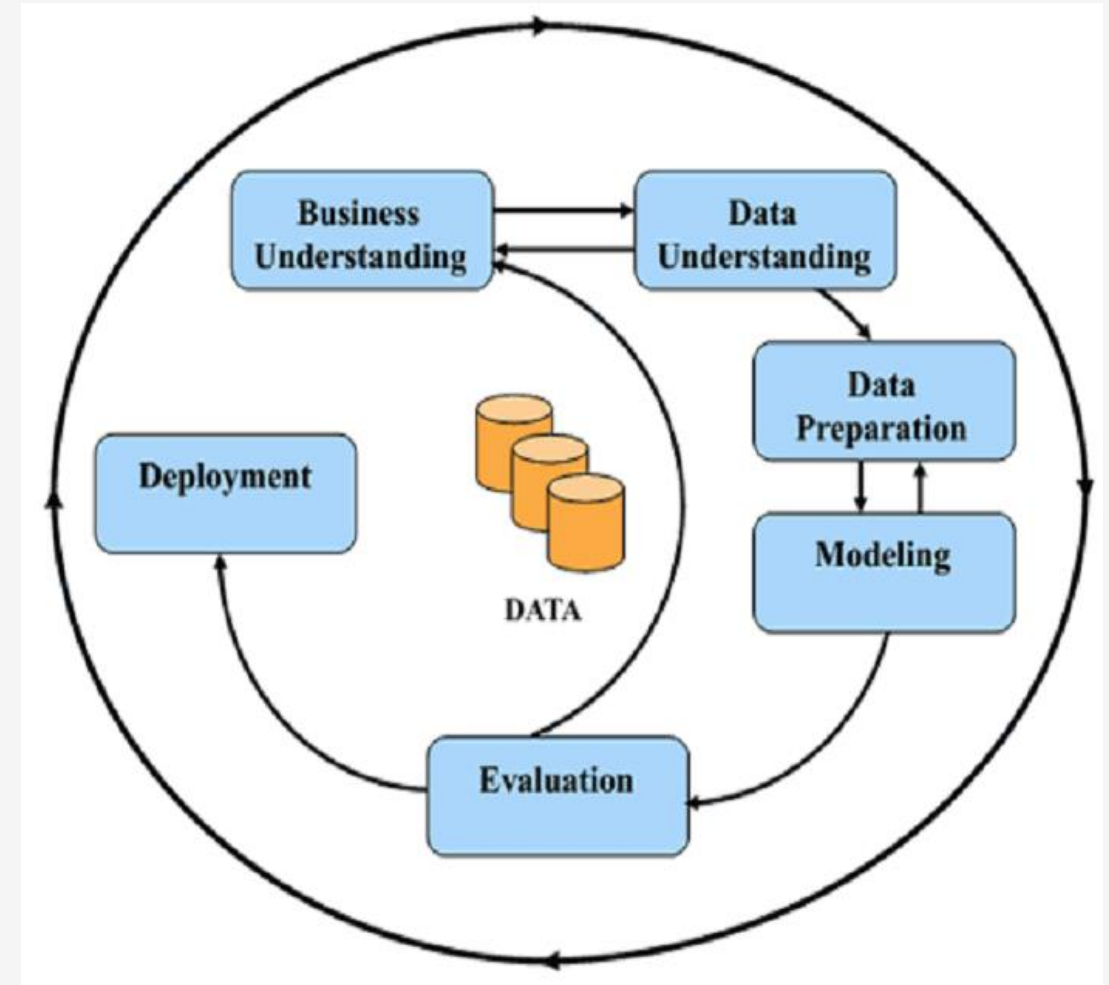 Business
Understanding
Data
Understanding
Data
Preparation
Deployment
Modeling
DATA
Evaluation